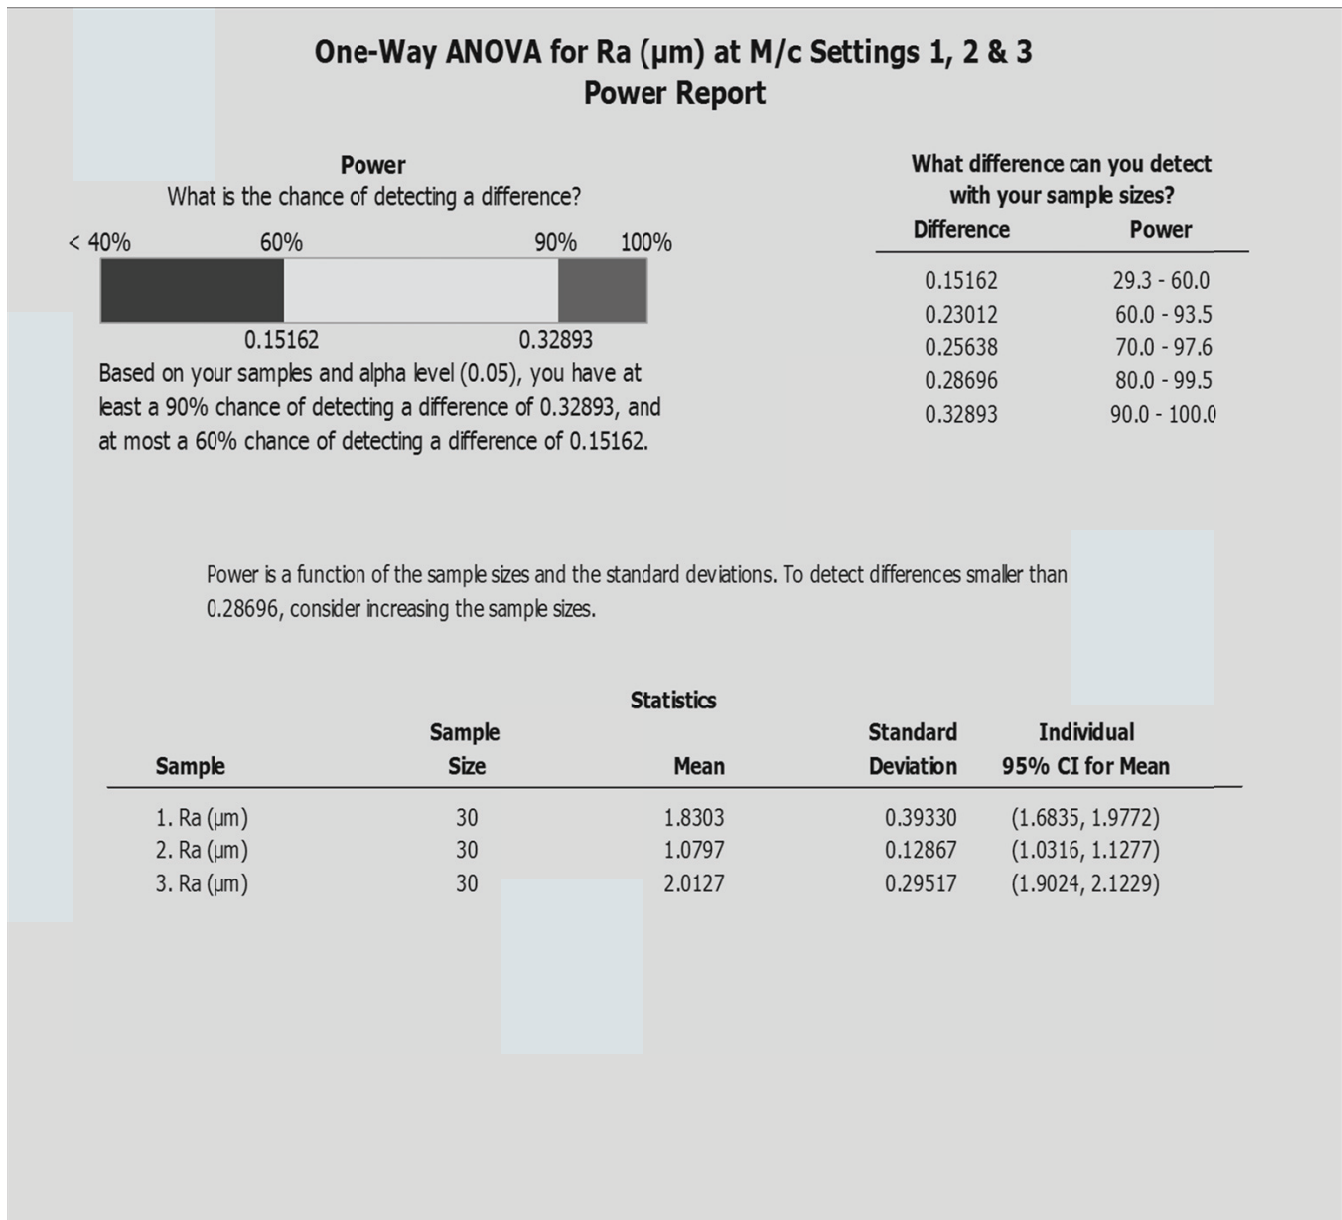 One-Way ANOVA for Ra (µm) at M/c Settings 1, 2 & 3
Power Report
Power
What is the chance of detecting a difference?
< 40% 60% 90% 100%
0.15162 0.32893
Based on your samples and alpha level (0.05), you have at
least a 90% chance of detecting a difference of 0.32893, and
at most a 60% chance of detecting a difference of 0.15162.
What difference can you detect
with your sample sizes?
Difference Power
0.15162 29.3 - 60.0
0.23012 60.0 - 93.5
0.25638 70.0 - 97.6
0.28696 80.0 - 99.5
0.32893 90.0 - 100.0
Power is a function of the sample sizes and the standard deviations. To detect differences smaller than
0.28696, consider increasing the sample sizes.
Statistics
Sample Standard Individual
Sample Size Mean Deviation 95% CI for Mean
1. Ra (µm) 30 1.8303 0.39330 (1.6835, 1.9772)
2. Ra (µm) 30 1.0797 0.12867 (1.0316, 1.1277)
3. Ra (µm) 30 2.0127 0.29517 (1.9024, 2.1229)